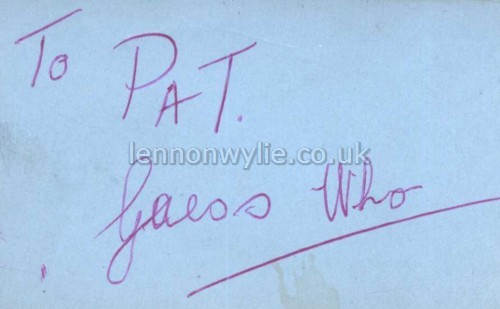 To PAT.
lennonwylie.co.uk
Guess Who